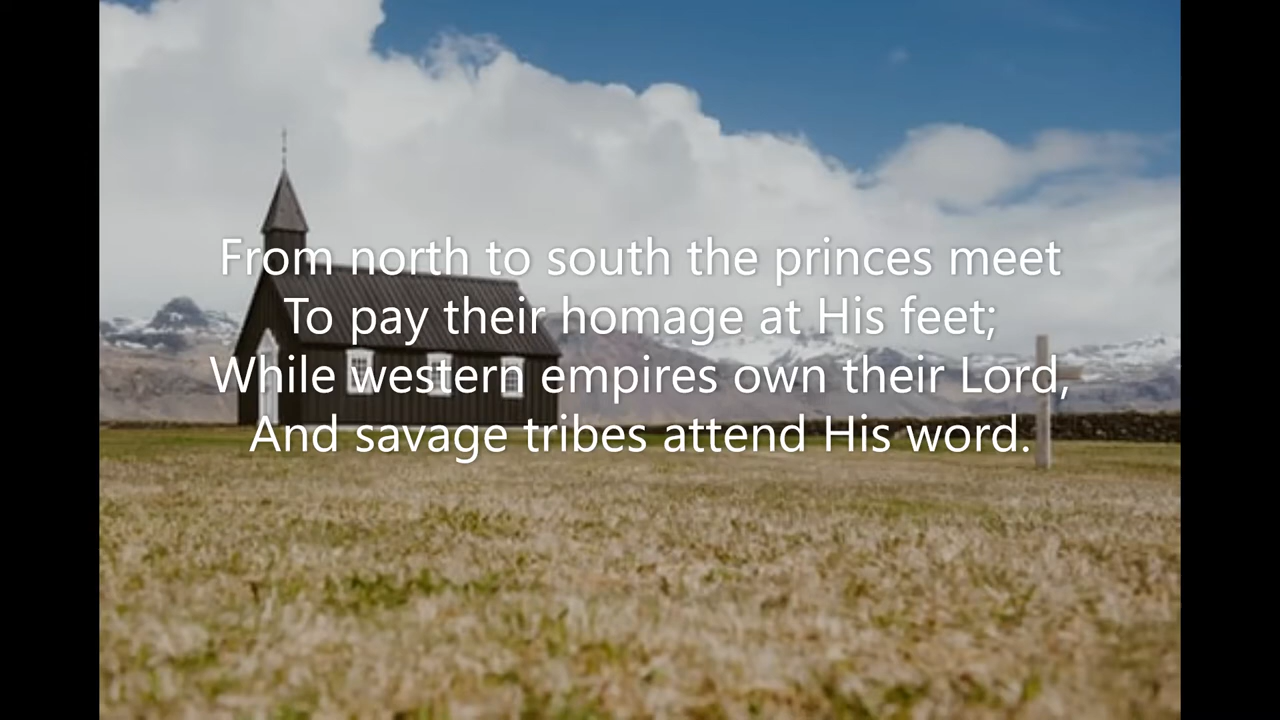 From north to south the princes meet
To pay their homage at His feet;
While western empires own their Lord,
And savage tribes attend His word.